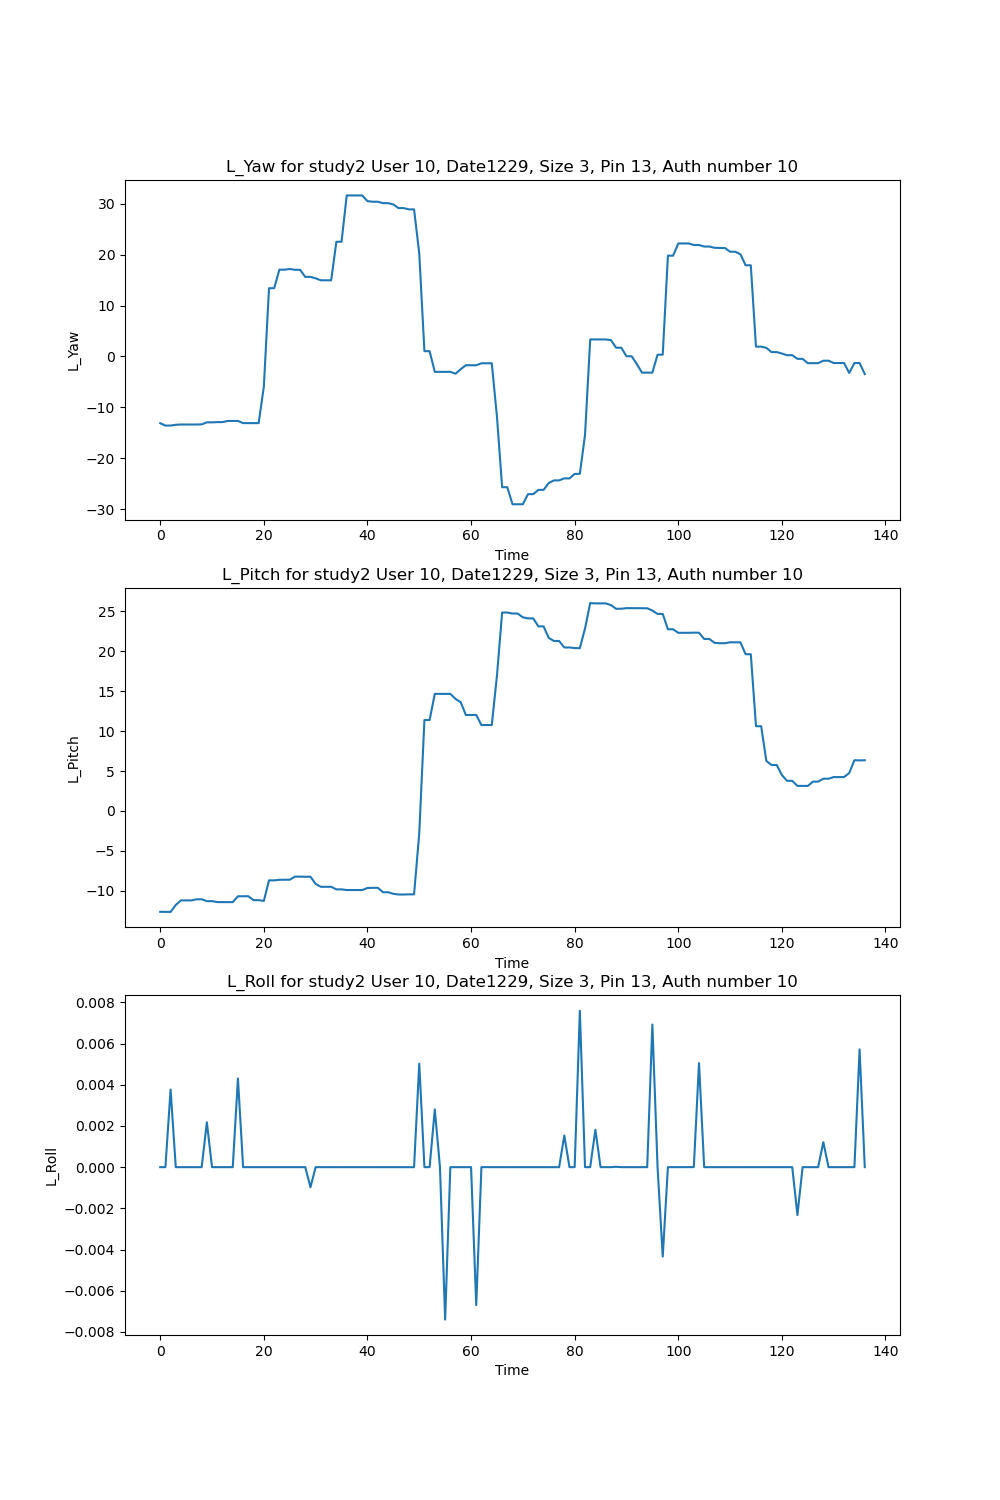 L_Yaw for study2 User 10, Date1229, Size 3, Pin 13, Auth number 10
30
20
10
0
−10
−20
−30
L_Yaw
0 20 40 60 80 100 120 140
Time
L_Pitch for study2 User 10, Date1229, Size 3, Pin 13, Auth number 10
25
20
15
10
5
0
−5
−10
L_Pitch
0 20 40 60 80 100 120 140
Time
L_Roll for study2 User 10, Date1229, Size 3, Pin 13, Auth number 10
0.008
0.006
0.004
0.002
0.000
−0.002
−0.004
−0.006
−0.008
L_Roll
0 20 40 60 80 100 120 140
Time